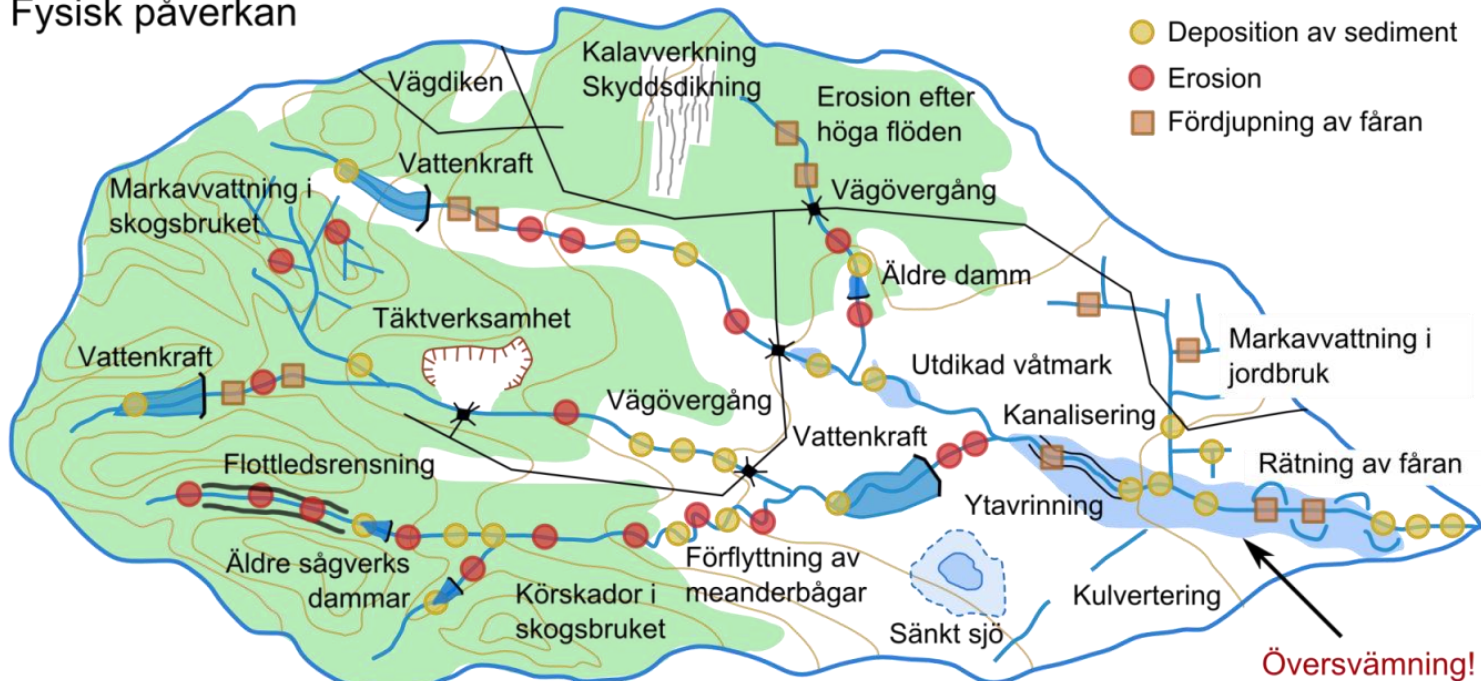 Fysisk påverkan
Deposition av sediment
Erosion
Fördjupning av fåran
Kalavverkning
Skyddsdikning
Vägdiken
Erosion efter
höga flöden
Vattenkraft
Markavvattning i
skogsbruket
Vägövergång
Äldre damm
Täktverksamhet
Vattenkraft
Utdikad våtmark
Markavvattning i
jordbruk
Vägövergång
Kanalisering
Vattenkraft
Flottledsrensning
Rätning av fåran
Ytavrinning
Äldre sågverks
dammar
Förflyttning av
meanderbågar
Körskador i
skogsbruket
Kulvertering
Sänkt sjö
Översvämning!